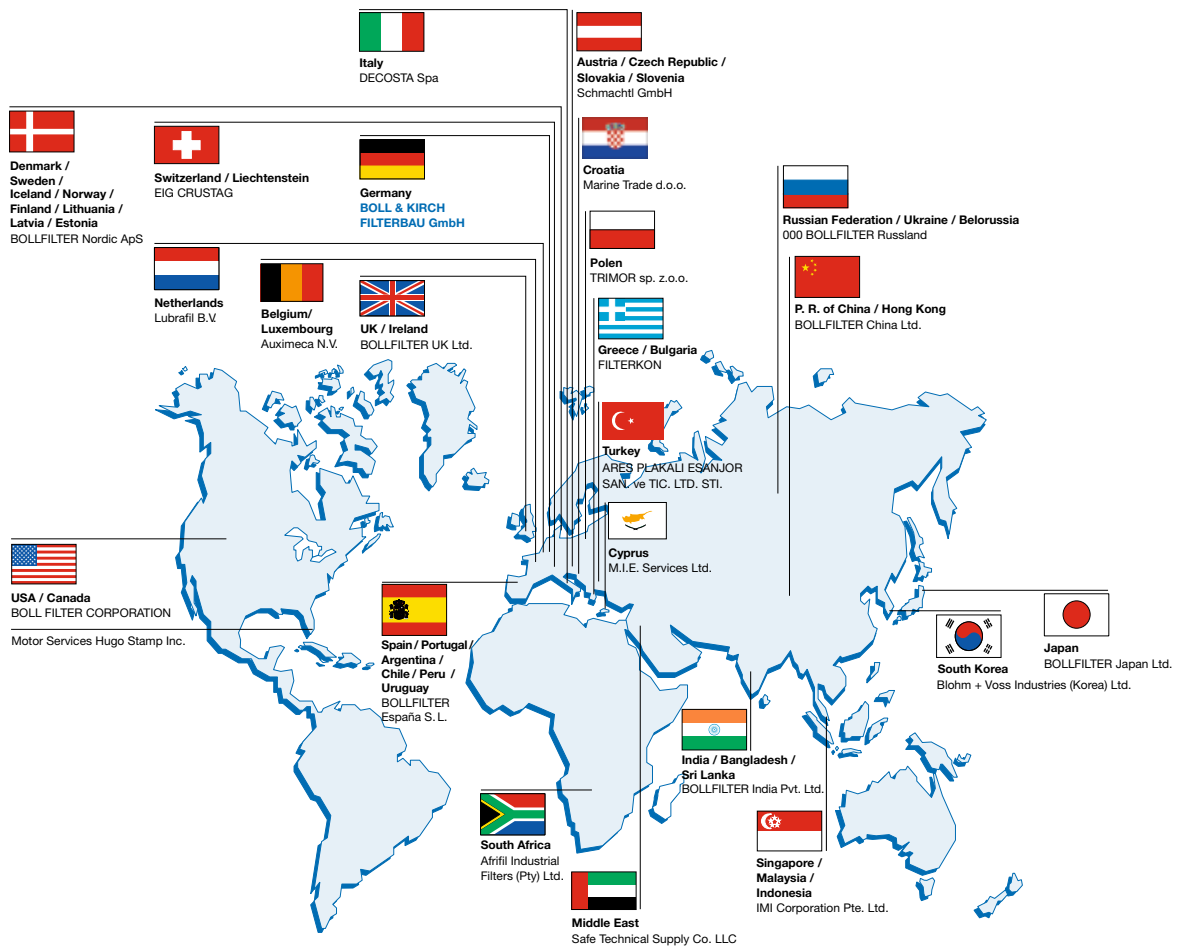 Italy
DECOSTA Spa
Austria / Czech Republic /
Slovakia / Slovenia
Schmachtl GmbH
Denmark /
Sweden /
Iceland / Norway /
Finland / Lithuania /
Latvia / Estonia
BOLLFILTER Nordic ApS
Switzerland / Liechtenstein
EIG CRUSTAG
Germany
BOLL & KIRCH
FILTERBAU GmbH
Croatia
Marine Trade d.o.o.
Russian Federation / Ukraine / Belorussia
000 BOLLFILTER Russland
Netherlands
Lubrafil B.V.
Belgium/
Luxembourg
Auximeca N.V.
UK / Ireland
BOLLFILTER UK Ltd.
Polen
TRIMOR sp. z.o.o.
P. R. of China / Hong Kong
BOLLFILTER China Ltd.
Greece / Bulgaria
FILTERKON
Turkey
ARES PLAKALI ESANJOR
SAN. ve TIC. LTD. STI.
Cyprus
M.I.E. Services Ltd.
USA / Canada
BOLL FILTER CORPORATION
Motor Services Hugo Stamp Inc.
Spain / Portugal/
Argentina /
Chile / Peru /
Uruguay
BOLLFILTER
España S. L.
South Korea
Blohm + Voss Industries (Korea) Ltd.
Japan
BOLLFILTER Japan Ltd.
India / Bangladesh /
Sri Lanka
BOLLFILTER India Pvt. Ltd.
South Africa
Afrifil Industrial
Filters (Pty) Ltd.
Singapore /
Malaysia /
Indonesia
IMI Corporation Pte. Ltd.
Middle East
Safe Technical Supply Co. LLC